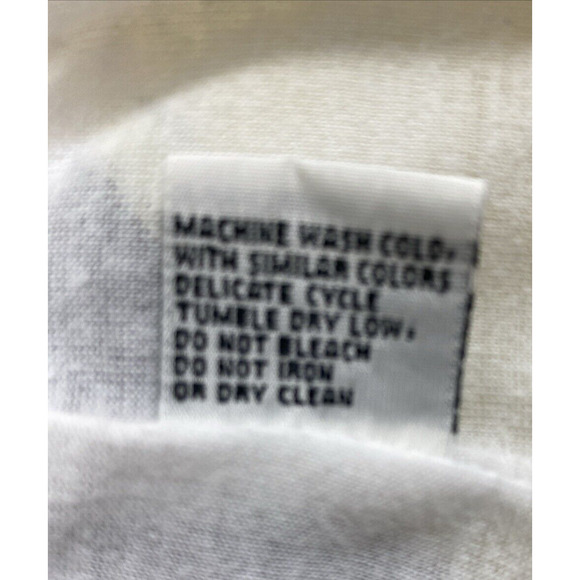 MACHINE WASH COLD,
WITH SIMILAR COLORS
DELICATE CYCLE
TUMBLE DRY LOW.
DO NOT BLEACH
DO NOT IRON
OR DRY CLEAN